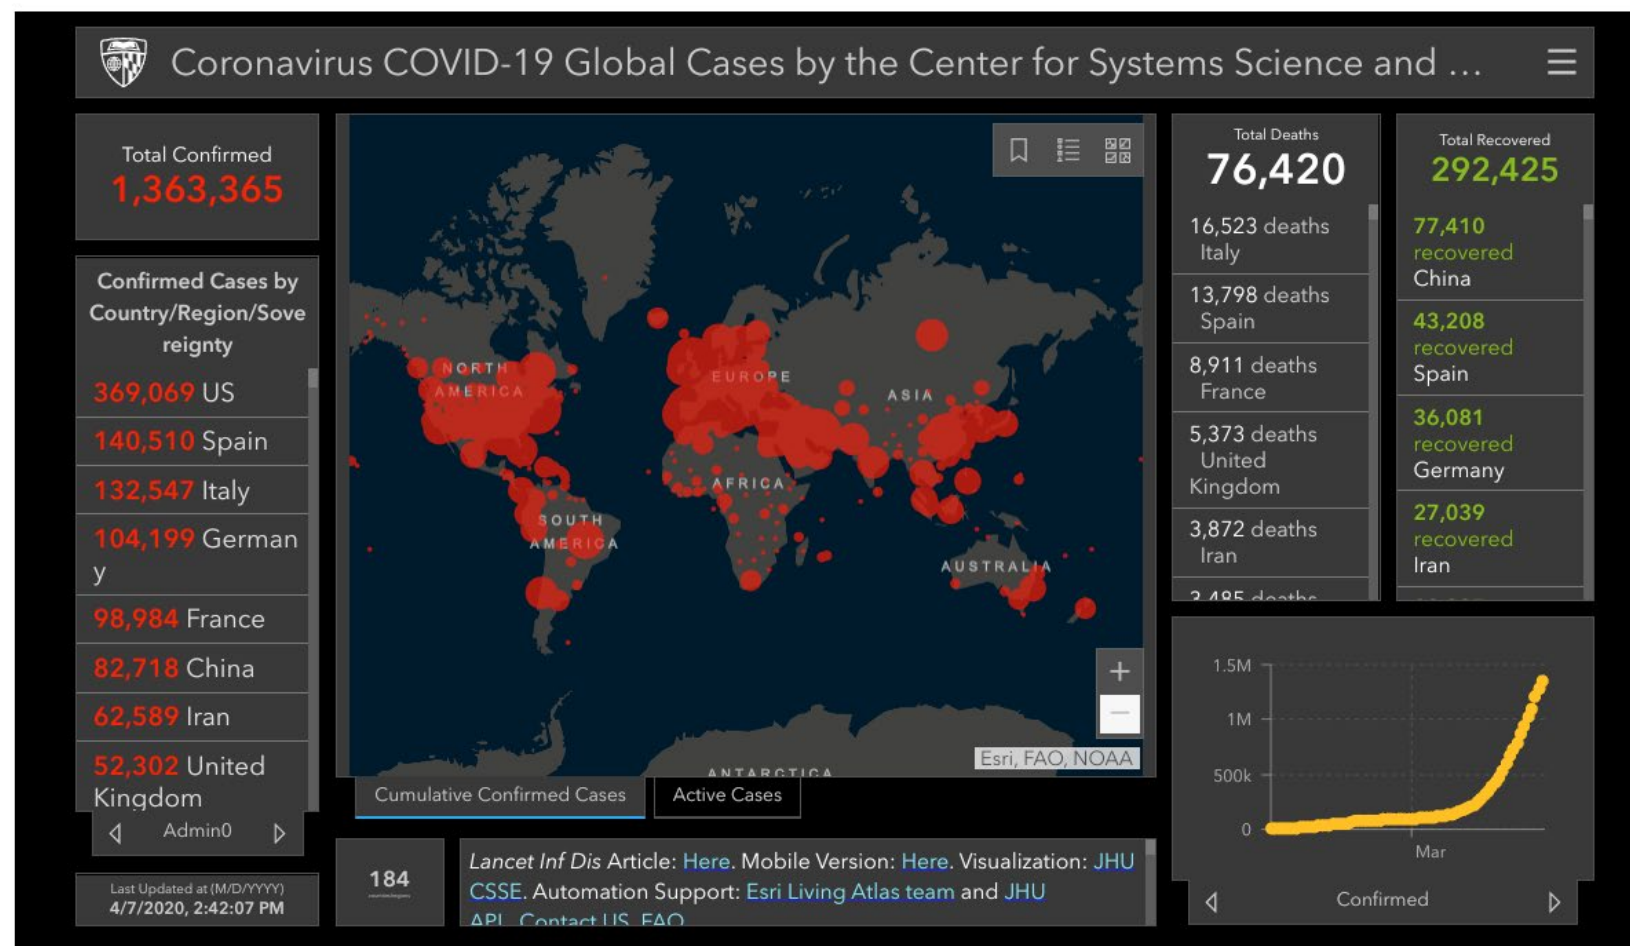 Coronavirus COVID-19 Global Cases by the Center for Systems Science and ...
Total Confirmed
1,363,365
Confirmed Cases by
Country/Region/Sove
reignty
369,069 US
140,510 Spain
132,547 Italy
104,199 German
y
98,984 France
82,718 China
62,589 Iran
52,302 United
Kingdom
Admin0
Last Updated at (M/D/YYYY)
4/7/2020, 2:42:07 PM
NORTH
AMERICA
EUROPE
ASIA
AFRICA
SOUTH
AMERICA
AUSTRALIA
ANTARCTICA
+
−
Esri, FAO, NOAA
Cumulative Confirmed Cases
Active Cases
184
Lancet Inf Dis Article: Here. Mobile Version: Here. Visualization: JHU
CSSE. Automation Support: Esri Living Atlas team and JHU
APL. Contact US. FAQ.
Total Deaths
76,420
16,523 deaths
Italy
13,798 deaths
Spain
8,911 deaths
France
5,373 deaths
United
Kingdom
3,872 deaths
Iran
3,485 deaths
Total Recovered
292,425
77,410
recovered
China
43,208
recovered
Spain
36,081
recovered
Germany
27,039
recovered
Iran
1.5M
1M
500k
0
Mar
Confirmed